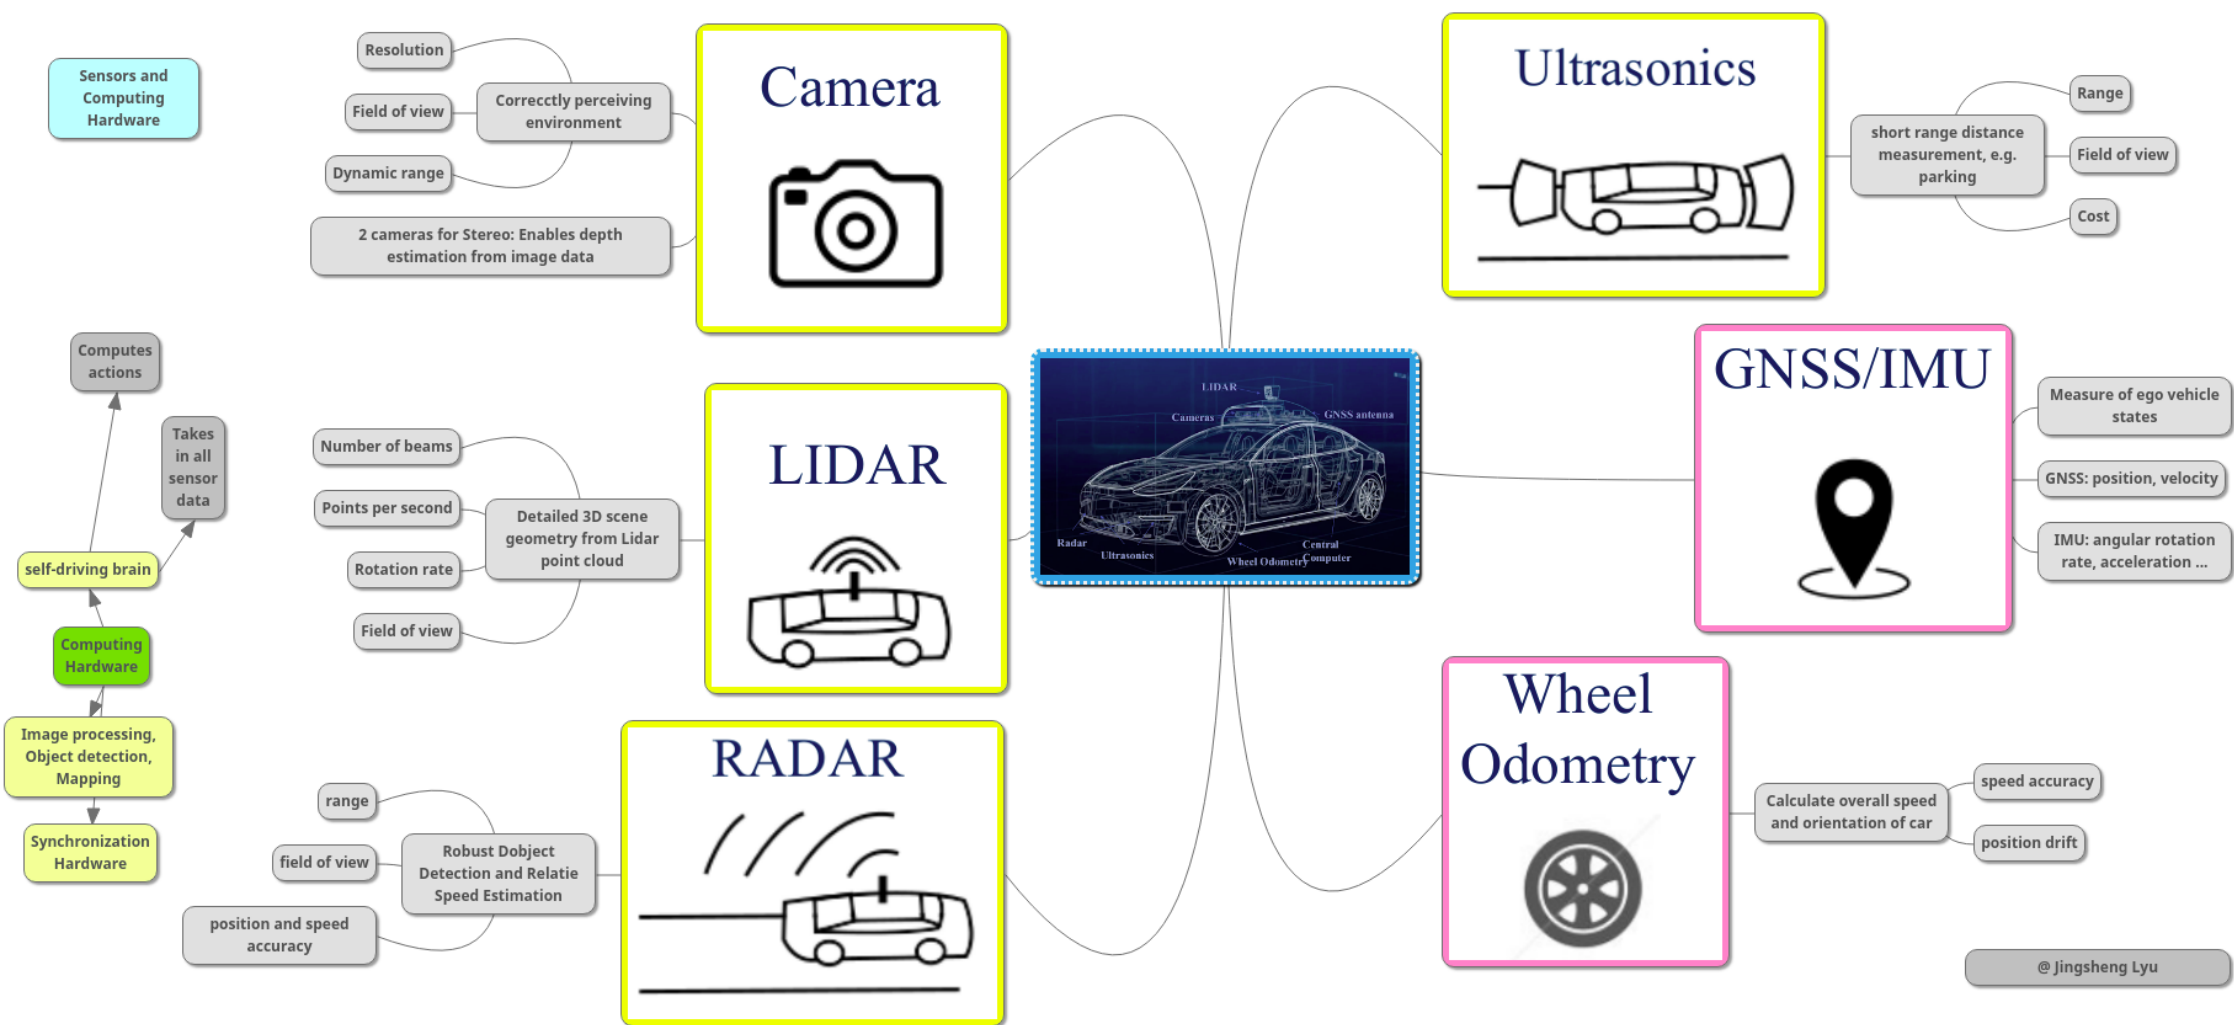 Sensors and
Computing
Hardware
Resolution
Field of view
Dynamic range
Correcctly perceiving
environment
2 cameras for Stereo: Enables depth
estimation from image data
Camera
Ultrasonics
short range distance
measurement, e.g.
parking
Range
Field of view
Cost
Computes
actions
Takes
in all
sensor
data
self-driving brain
Computing
Hardware
Image processing,
Object detection,
Mapping
Synchronization
Hardware
Number of beams
Points per second
Rotation rate
Field of view
Detailed 3D scene
geometry from Lidar
point cloud
LIDAR
LIDAR
Cameras
GNSS antenna
Radar
Ultrasonics
Wheel Odometry
Central
Computer
GNSS/IMU
Measure of ego vehicle
states
GNSS: position, velocity
IMU: angular rotation
rate, acceleration ...
range
field of view
position and speed
accuracy
Robust Dobject
Detection and Relatie
Speed Estimation
RADAR
Wheel
Odometry
Calculate overall speed
and orientation of car
speed accuracy
position drift
@ Jingsheng Lyu